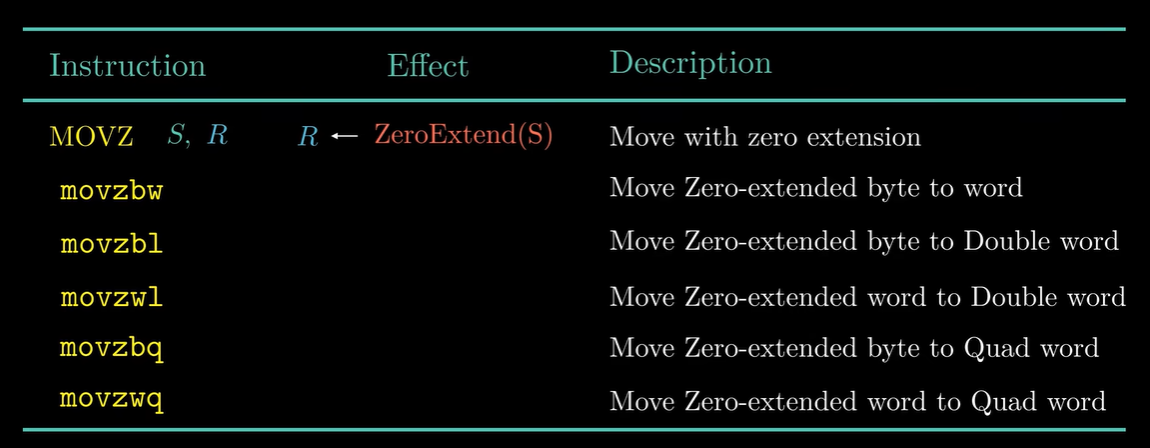 Instruction Effect Description
MOVZ S, R R ← ZeroExtend(S) Move with zero extension
movzbw Move Zero-extended byte to word
movzbl Move Zero-extended byte to Double word
movzwl Move Zero-extended word to Double word
movzbq Move Zero-extended byte to Quad word
movzwq Move Zero-extended word to Quad word